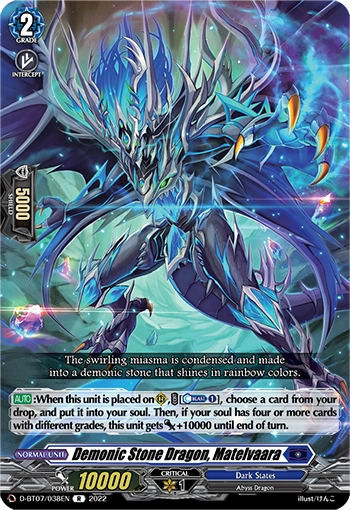 2
GRADE
INTERCEPT
5000
SHIELD
The swirling miasma is condensed and made
into a demonic stone that shines in rainbow colors.
AUTO:When this unit is placed on (R), [1], choose a card from your
drop, and put it into your soul. Then, if your soul has four or more cards
with different grades, this unit gets +10000 until end of turn.
NORMAL UNIT
Demonic Stone Dragon, Matelvaara
POWER 10000
CRITICAL
1
Dark States
Abyss Dragon
D-BT07/038EN R 2022
illust/けんこ